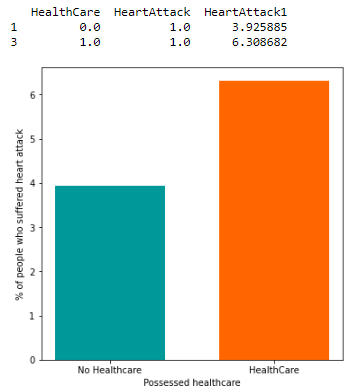 HealthCare HeartAttack HeartAttack1
1 0.0 1.0 3.925885
3 1.0 1.0 6.308682
6
5
4
3
2
1
0
% of people who suffered heart attack
No Healthcare HealthCare
Possessed healthcare